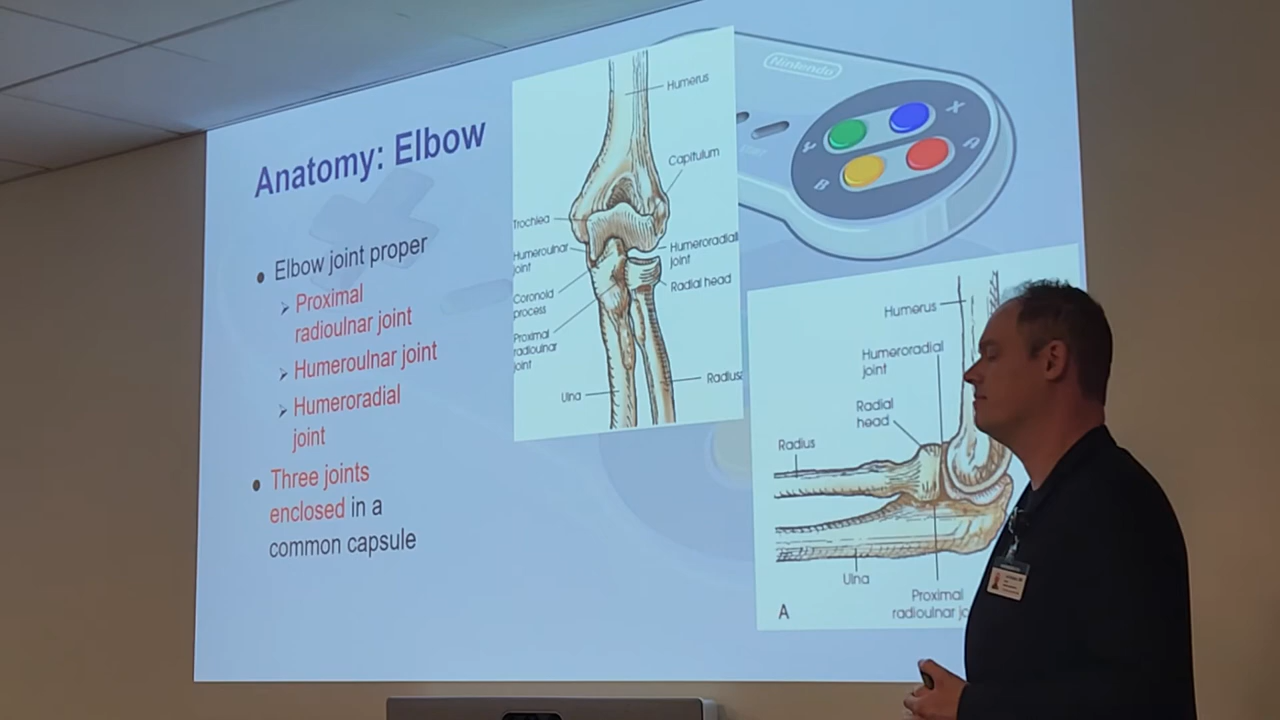 Anatomy: Elbow
Elbow joint proper
Proximal
radioulnar joint
Humeroulnar joint
Humeroradial
joint
Three joints
enclosed in a
common capsule
Humerus
Capitulum
Trochlea
Humeroulnar
joint
Humeroradial
joint
Coronoid
process
Radial head
Proximal
radioulnar
joint
Ulna
Radius
Nintendo
X
Y
A
B
Humerus
Humeroradial
joint
Radial
head
Radius
Ulna
Proximal
radioulnar jo
A